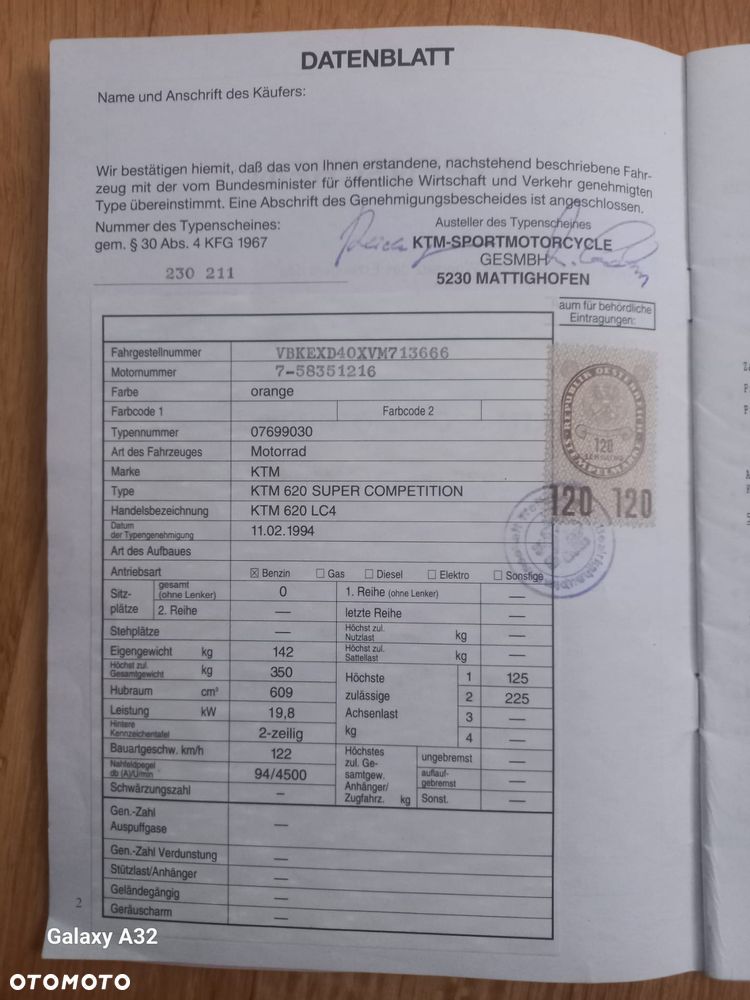 DATENBLATT
Name und Anschrift des Käufers:
Wir bestätigen hiemit, daß das von Ihnen erstandene, nachstehend beschriebene Fahr-
zeug mit der vom Bundesminister für öffentliche Wirtschaft und Verkehr genehmigten
Type übereinstimmt. Eine Abschrift des Genehmigungsbescheides ist angeschlossen.
Nummer des Typenscheines:
gem. § 30 Abs. 4 KFG 1967
230 211
Austeller des Typenscheines
KTM-SPORTMOTORCYCLE
GESMBH
5230 MATTIGHOFEN
aum für behördliche
Eintragungen:
Fahrgestellnummer VBKEXD40XVM713666
Motornummer 7-58351216
Farbe orange
Farbcode 1 Farbcode 2
Typennummer 07699030
Art des Fahrzeuges Motorrad
Marke KTM
Type KTM 620 SUPER COMPETITION
Handelsbezeichnung KTM 620 LC4
Datum
der Typengenehmigung 11.02.1994
Art des Aufbaues
Antriebsart ☒ Benzin ☐ Gas ☐ Diesel ☐ Elektro ☐ Sonstige
Sitz-
plätze
gesamt
(ohne Lenker) 0 1. Reihe (ohne Lenker) —
2. Reihe — letzte Reihe —
Stehplätze — Höchst zul.
Nutzlast kg —
Eigengewicht kg 142 Höchst zul.
Sattellast kg —
Höchst zul.
Gesamtgewicht kg 350
Hubraum cm³ 609
Leistung kW 19,8
Hintere
Kennzeichentafel 2-zeilig
Höchste
zulässige
Achsenlast
kg
1 125
2 225
3 —
4 —
Bauartgeschw. km/h 122
Nahfeldpegel
db (A)/U/min 94/4500
Schwärzungszahl –
Höchstes
zul. Ge-
samtgew.
Anhänger/
Zugfahrz. kg
ungebremst —
auflauf-
gebremst —
Sonst. —
Gen.-Zahl
Auspuffgase —
Gen.-Zahl Verdunstung —
Stützlast/Anhänger —
Geländegängig —
Geräuscharm —
REPUBLIK OESTERREICH
STEMPELMARKE
120
SCHILLING
120 120
2
Galaxy A32
OTOMOTO